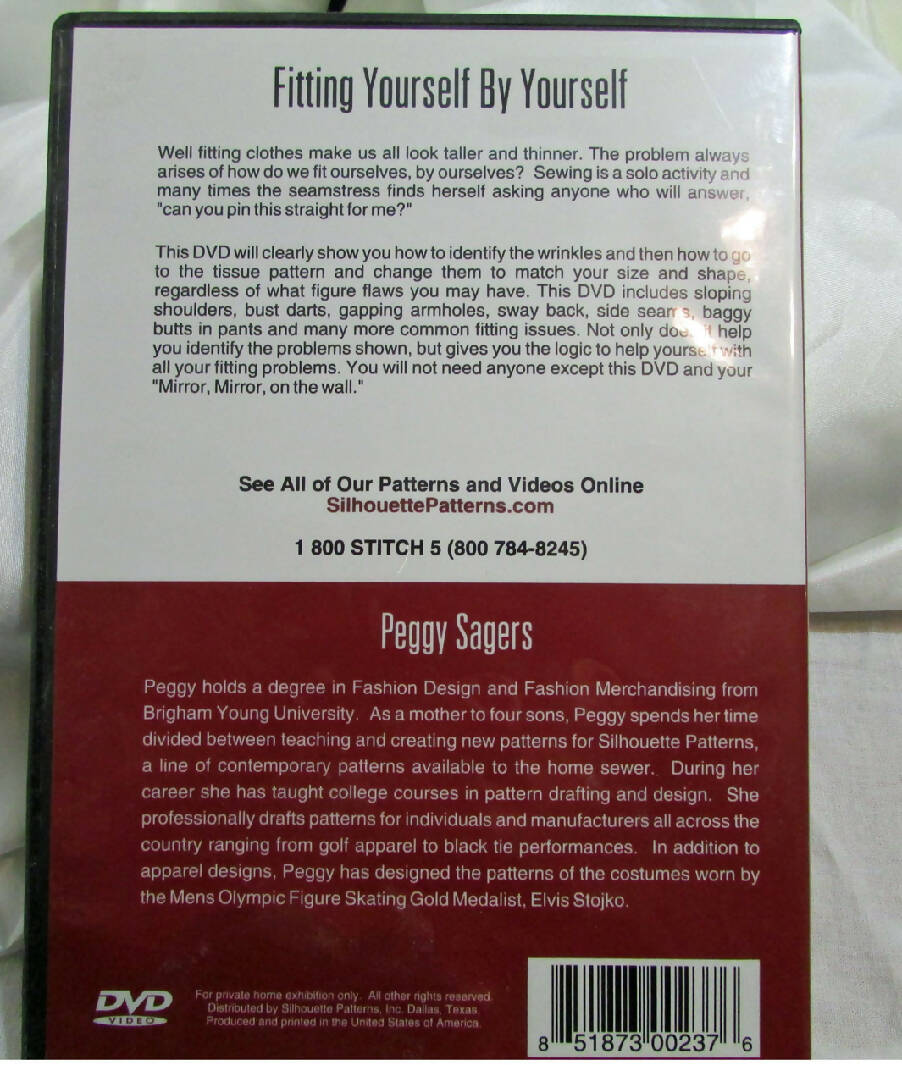 Fitting Yourself By Yourself
Well fitting clothes make us all look taller and thinner. The problem always
arises of how do we fit ourselves, by ourselves? Sewing is a solo activity and
many times the seamstress finds herself asking anyone who will answer,
"can you pin this straight for me?"
This DVD will clearly show you how to identify the wrinkles and then how to go
to the tissue pattern and change them to match your size and shape,
regardless of what figure flaws you may have. This DVD includes sloping
shoulders, bust darts, gapping armholes, sway back, side seams, baggy
butts in pants and many more common fitting issues. Not only does it help
you identify the problems shown, but gives you the logic to help yourself with
all your fitting problems. You will not need anyone except this DVD and your
"Mirror, Mirror, on the wall."
See All of Our Patterns and Videos Online
SilhouettePatterns.com
1 800 STITCH 5 (800 784-8245)
Peggy Sagers
Peggy holds a degree in Fashion Design and Fashion Merchandising from
Brigham Young University. As a mother to four sons, Peggy spends her time
divided between teaching and creating new patterns for Silhouette Patterns,
a line of contemporary patterns available to the home sewer. During her
career she has taught college courses in pattern drafting and design. She
professionally drafts patterns for individuals and manufacturers all across the
country ranging from golf apparel to black tie performances. In addition to
apparel designs, Peggy has designed the patterns of the costumes worn by
the Mens Olympic Figure Skating Gold Medalist, Elvis Stojko.
DVD
VIDEO
For private home exhibition only. All other rights reserved.
Distributed by Silhouette Patterns, Inc. Dallas, Texas
Produced and printed in the United States of America.
8 51873 00237 6